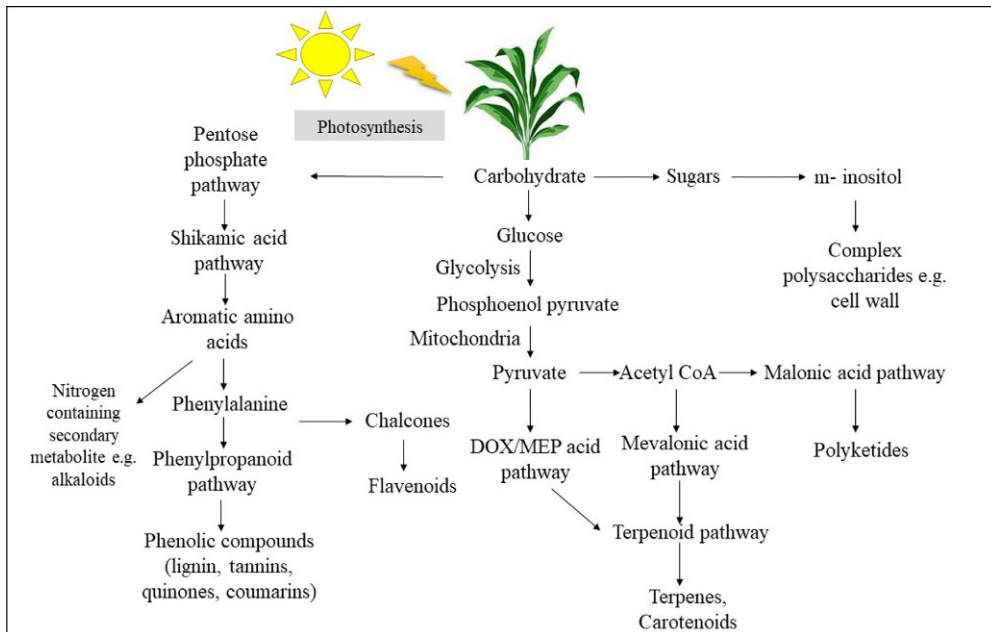 Photosynthesis
Pentose
phosphate
pathway
Carbohydrate
Sugars
m- inositol
Shikamic acid
pathway
Glucose
Complex
polysaccharides e.g.
cell wall
Glycolysis
Phosphoenol pyruvate
Aromatic amino
acids
Mitochondria
Pyruvate
Acetyl CoA
Malonic acid pathway
Nitrogen
containing
secondary
metabolite e.g.
alkaloids
Phenylalanine
Chalcones
DOX/MEP acid
pathway
Mevalonic acid
pathway
Polyketides
Phenylpropanoid
pathway
Flavenoids
Phenolic compounds
(lignin, tannins,
quinones, coumarins)
Terpenoid pathway
Terpenes,
Carotenoids